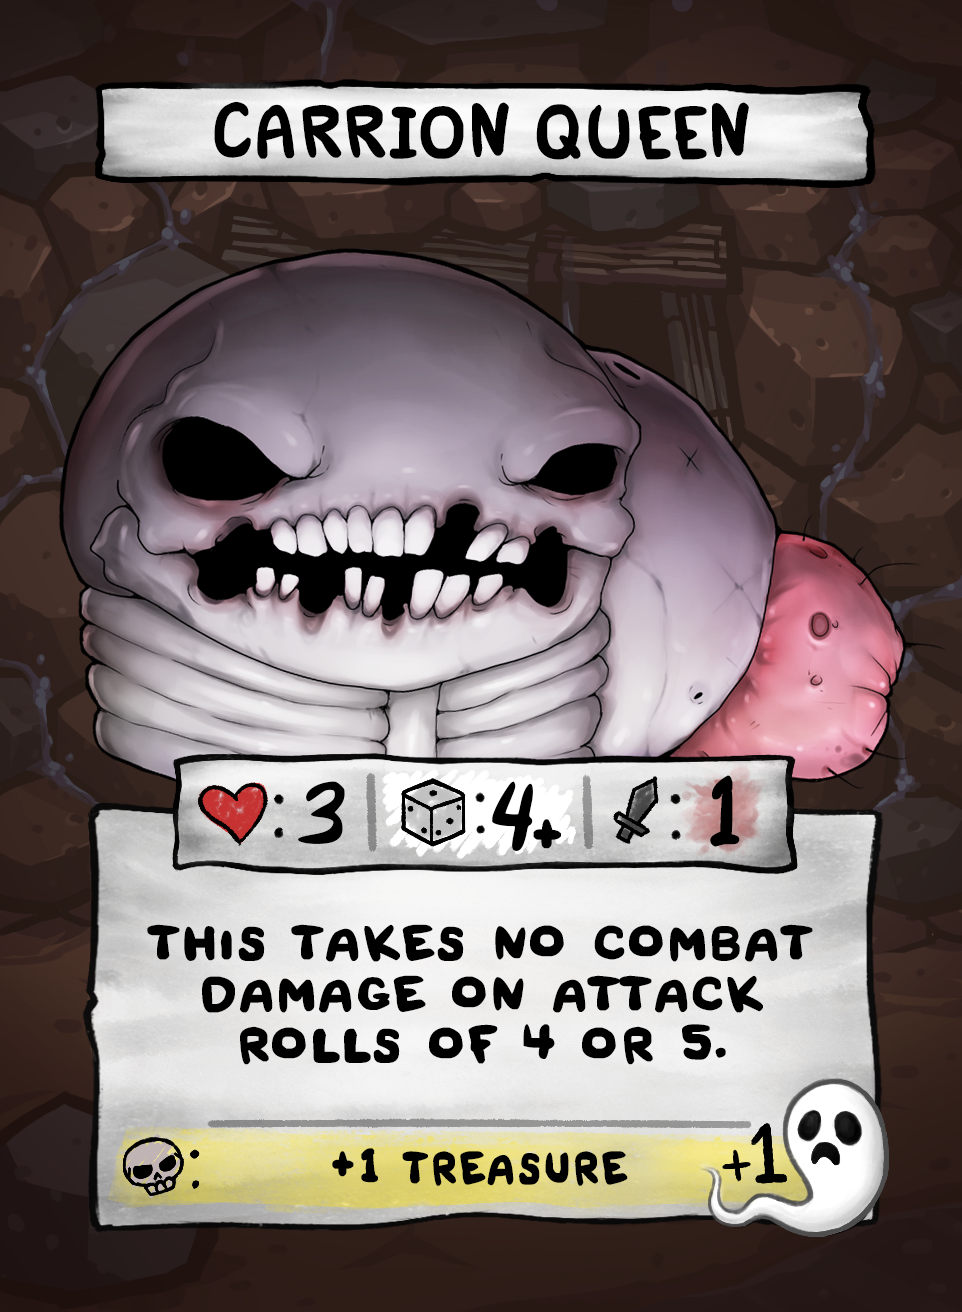 CARRION QUEEN
: 3 : 4+ : 1
THIS TAKES NO COMBAT
DAMAGE ON ATTACK
ROLLS OF 4 OR 5.
: +1 TREASURE +1